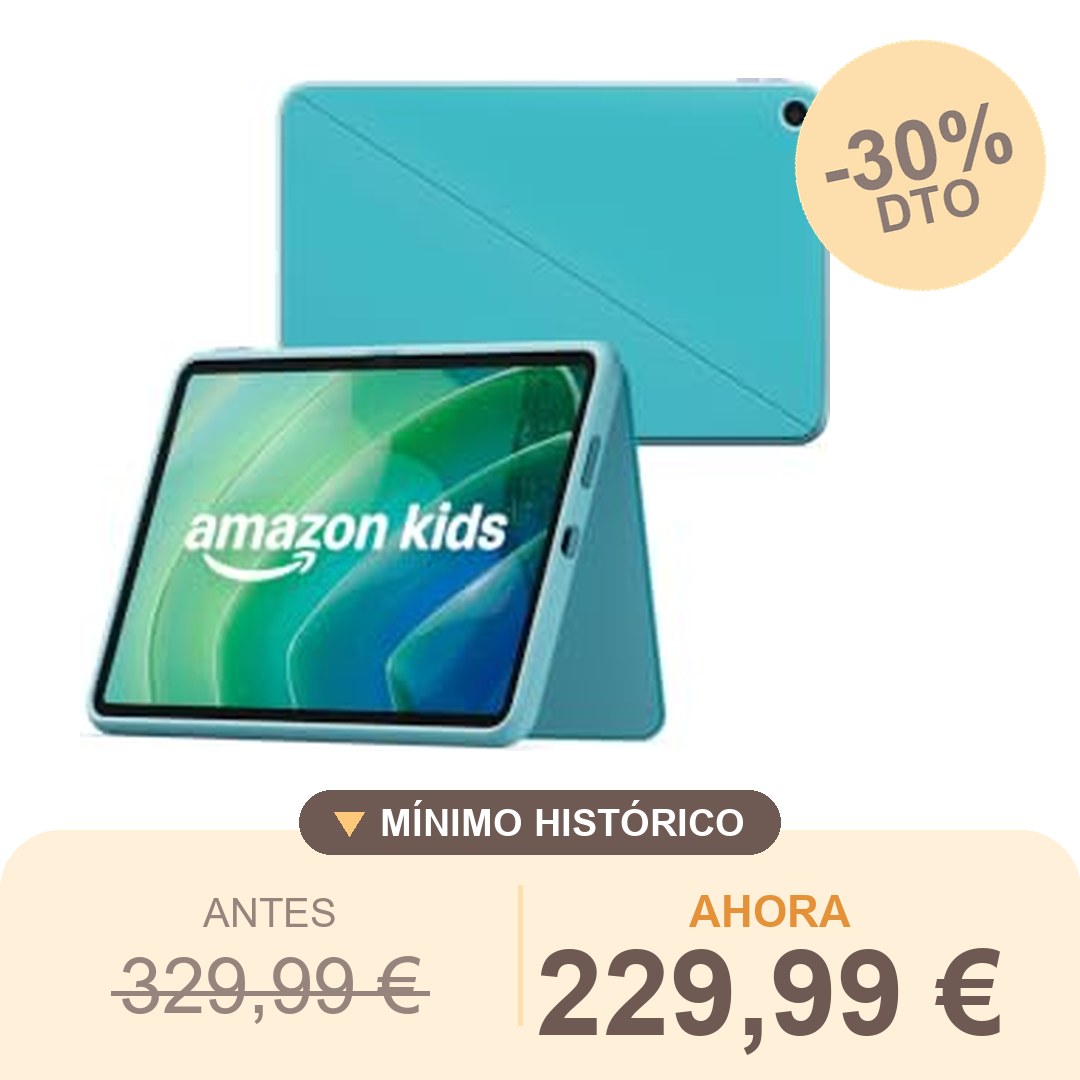 -30%
DTO
amazon kids
MÍNIMO HISTÓRICO
ANTES
329,99 €
AHORA
229,99 €